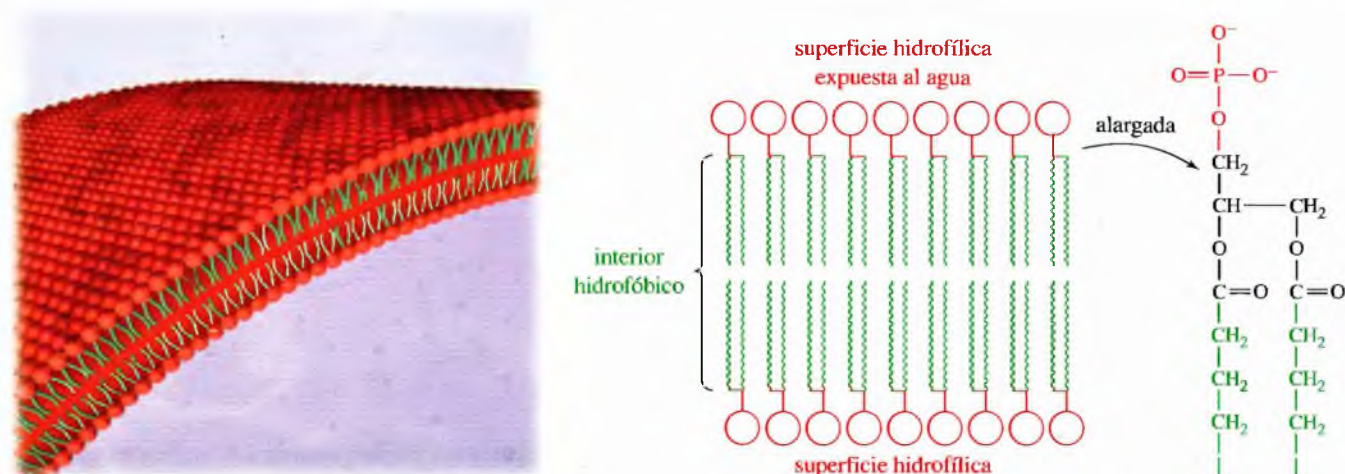 superficie hidrofílica
expuesta al agua
interior
hidrofóbico
superficie hidrofílica
alargada
O⁻
O=P—O⁻
O
CH₂
CH—CH₂
O O
C=O C=O
CH₂ CH₂
CH₂ CH₂
CH₂ CH₂